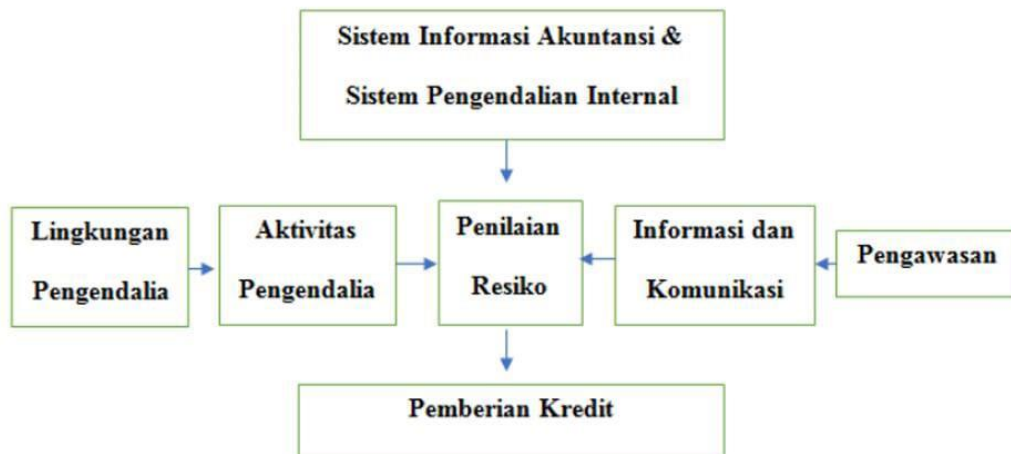 Sistem Informasi Akuntansi &
Sistem Pengendalian Internal
Lingkungan
Pengendalia
Aktivitas
Pengendalia
Penilaian
Resiko
Informasi dan
Komunikasi
Pengawasan
Pemberian Kredit